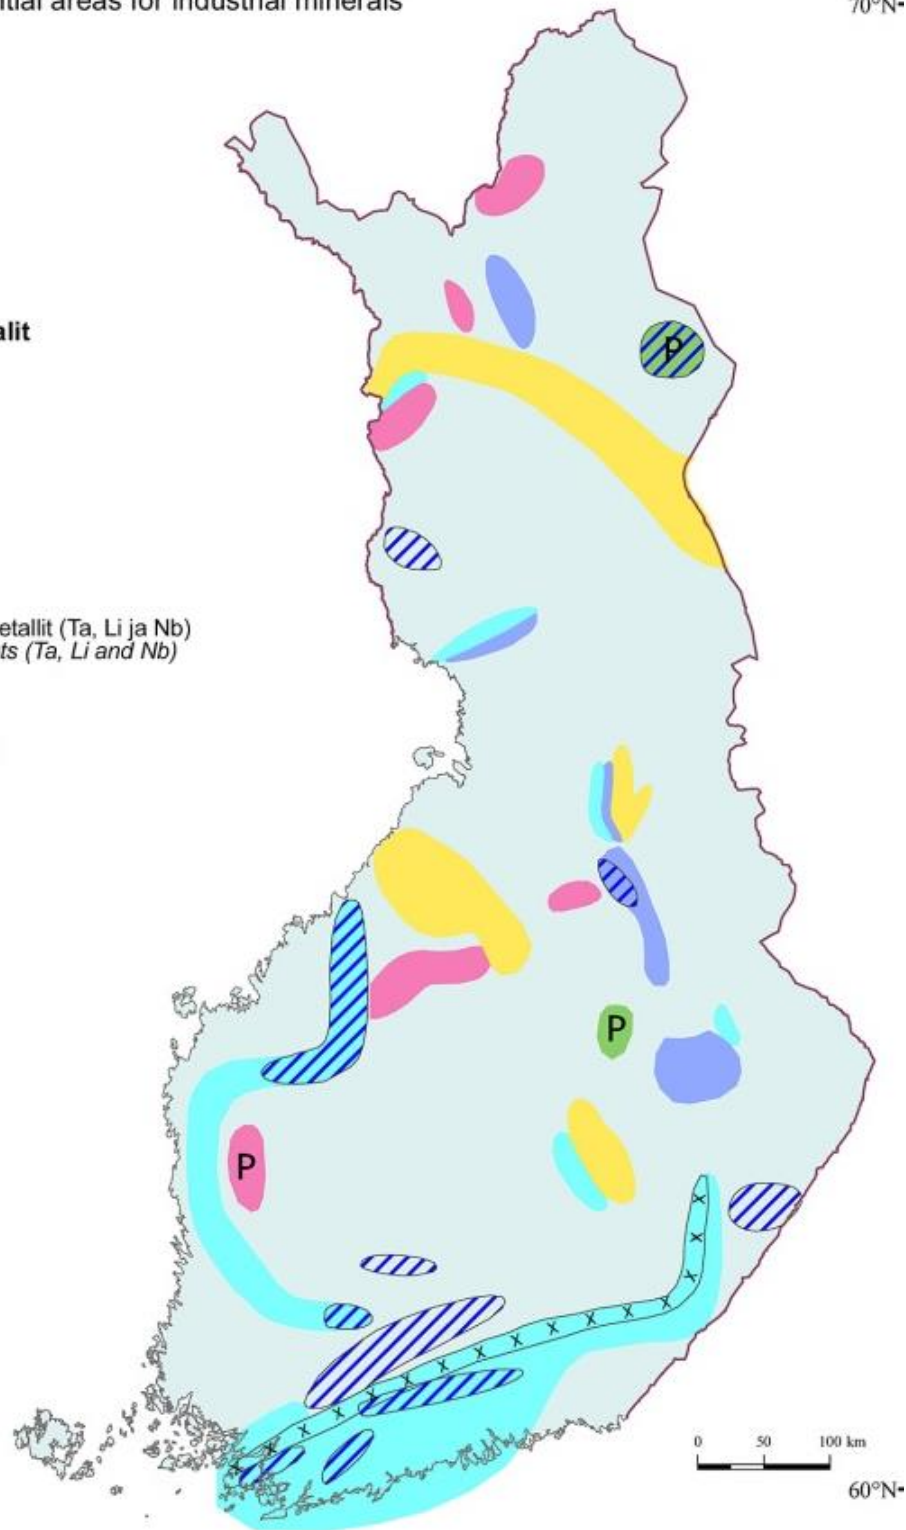 ntial areas for industrial minerals
70°N
alit
P
etallit (Ta, Li ja Nb)
ts (Ta, Li and Nb)
P
P
0 50 100 km
60°N